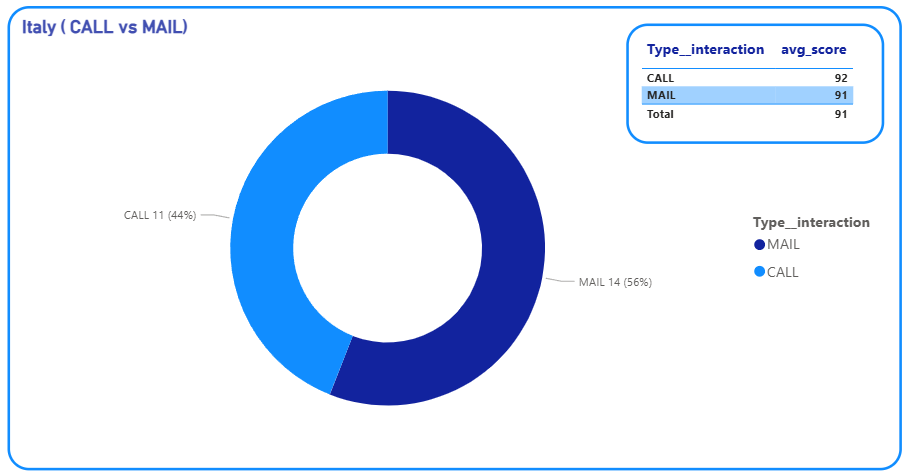 Italy ( CALL vs MAIL)
Type__interaction avg_score
CALL 92
MAIL 91
Total 91
CALL 11 (44%)
MAIL 14 (56%)
Type__interaction
MAIL
CALL